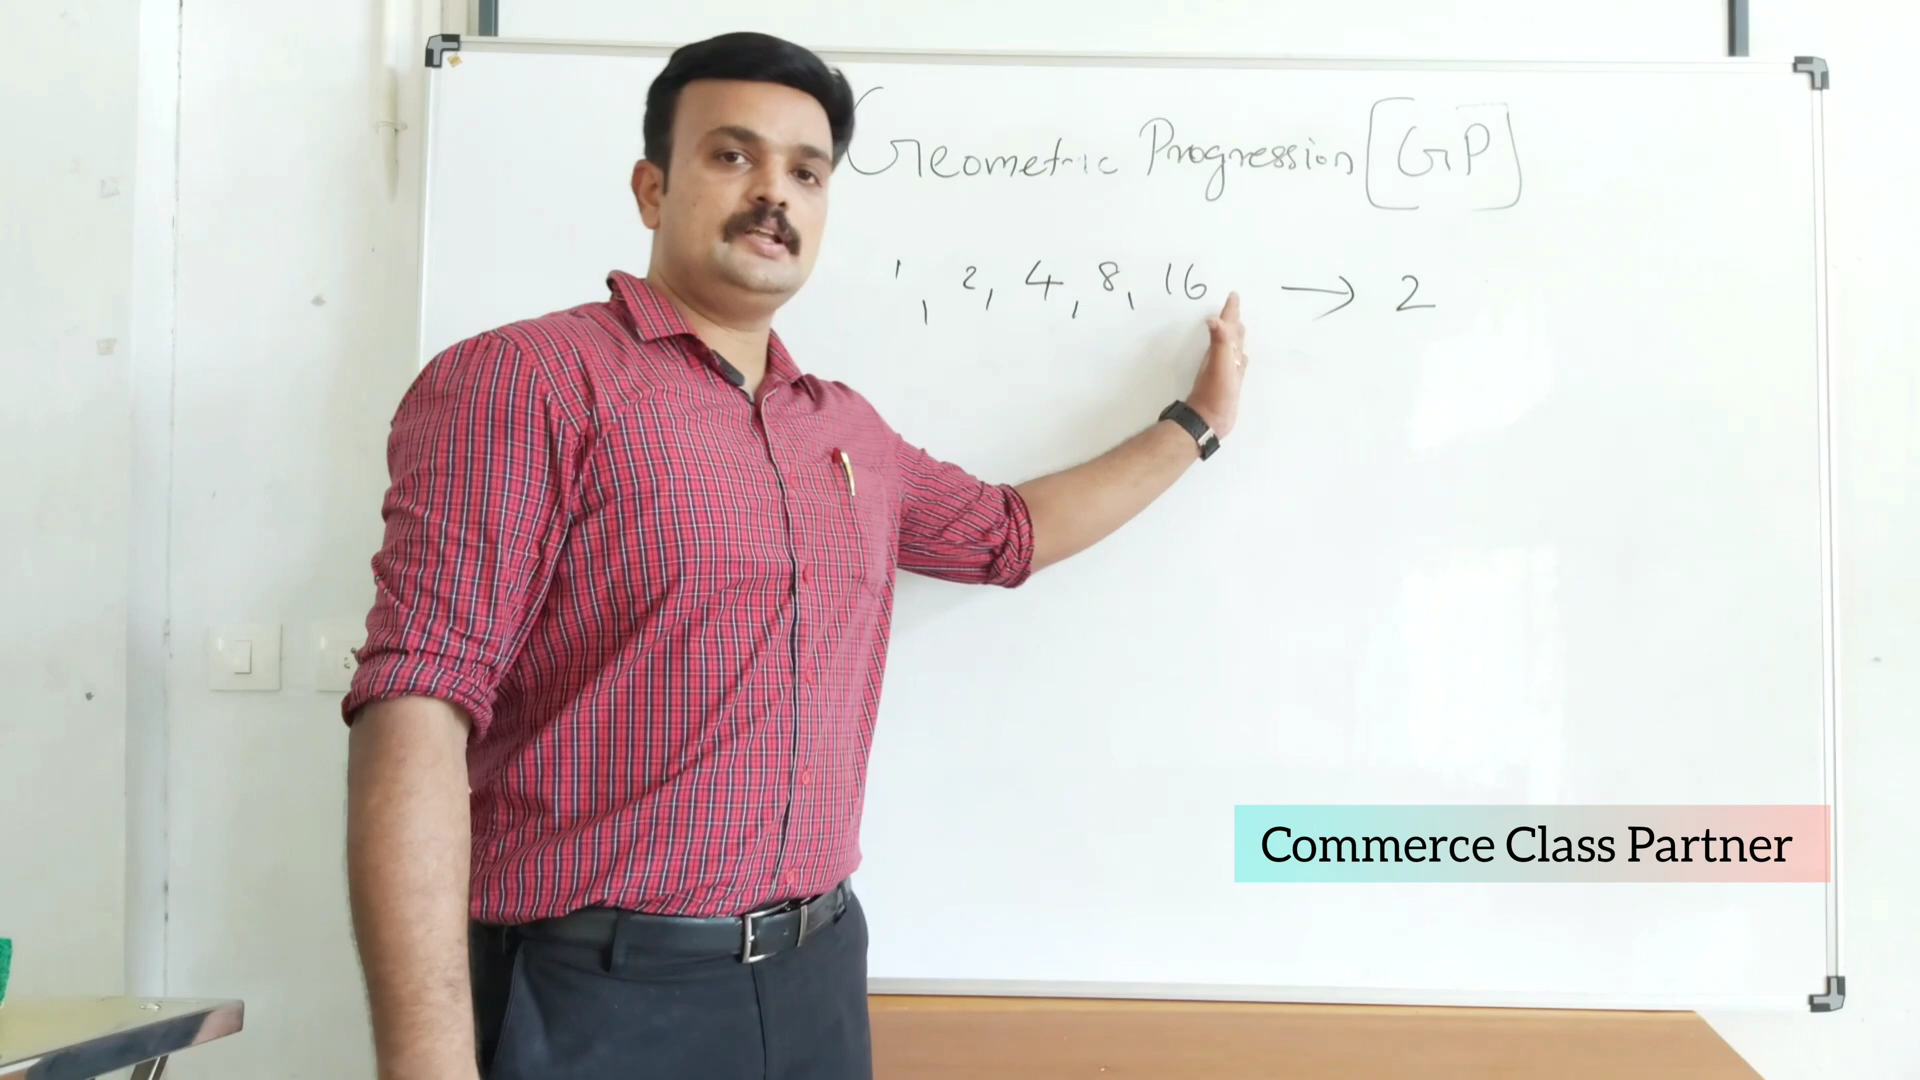 Geometric Progression [GP]
1, 2, 4, 8, 16 → 2
Commerce Class Partner